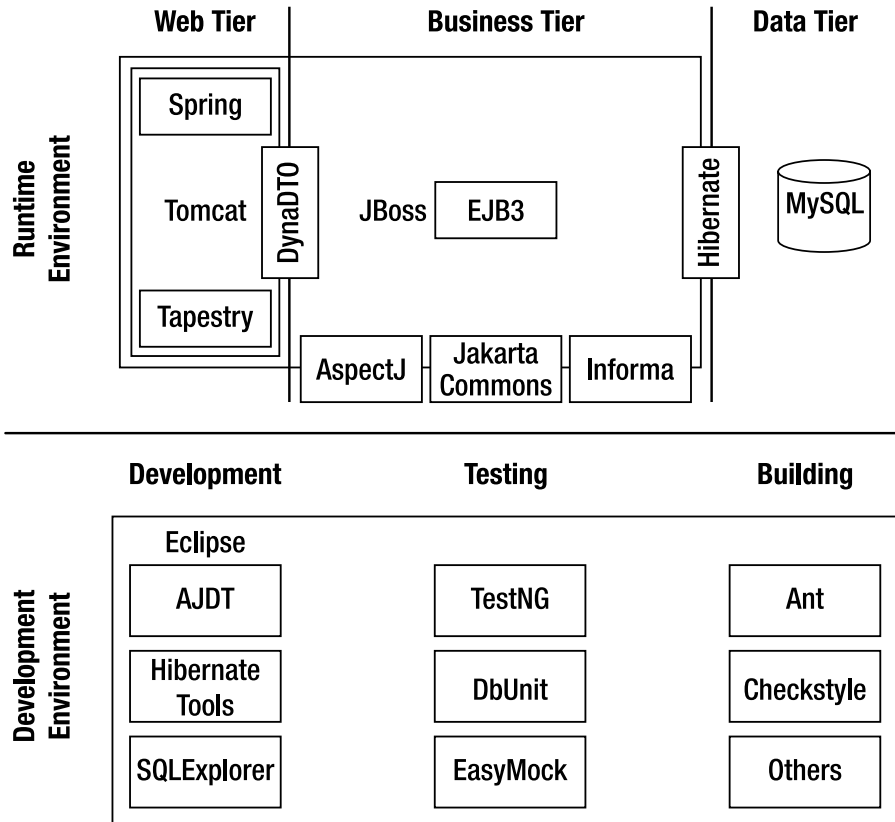 Web Tier
Business Tier
Data Tier
Runtime
Environment
Spring
Tomcat
Tapestry
DynaDTO
JBoss
EJB3
Hibernate
MySQL
AspectJ
Jakarta
Commons
Informa
Development
Testing
Building
Development
Environment
Eclipse
AJDT
TestNG
Ant
Hibernate
Tools
DbUnit
Checkstyle
SQLExplorer
EasyMock
Others